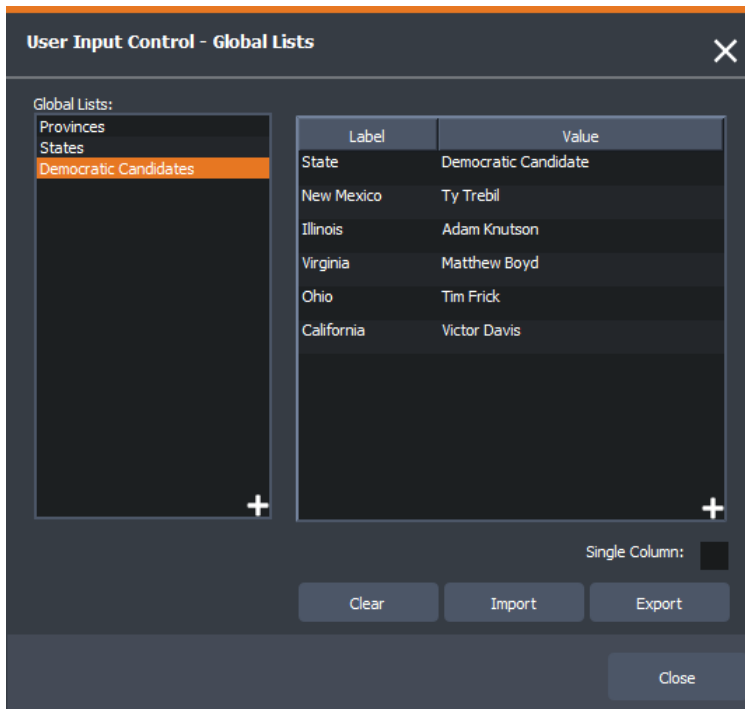 User Input Control - Global Lists
Global Lists:
Provinces
States
Democratic Candidates
Label Value
State Democratic Candidate
New Mexico Ty Trebil
Illinois Adam Knutson
Virginia Matthew Boyd
Ohio Tim Frick
California Victor Davis
Single Column:
Clear Import Export
Close